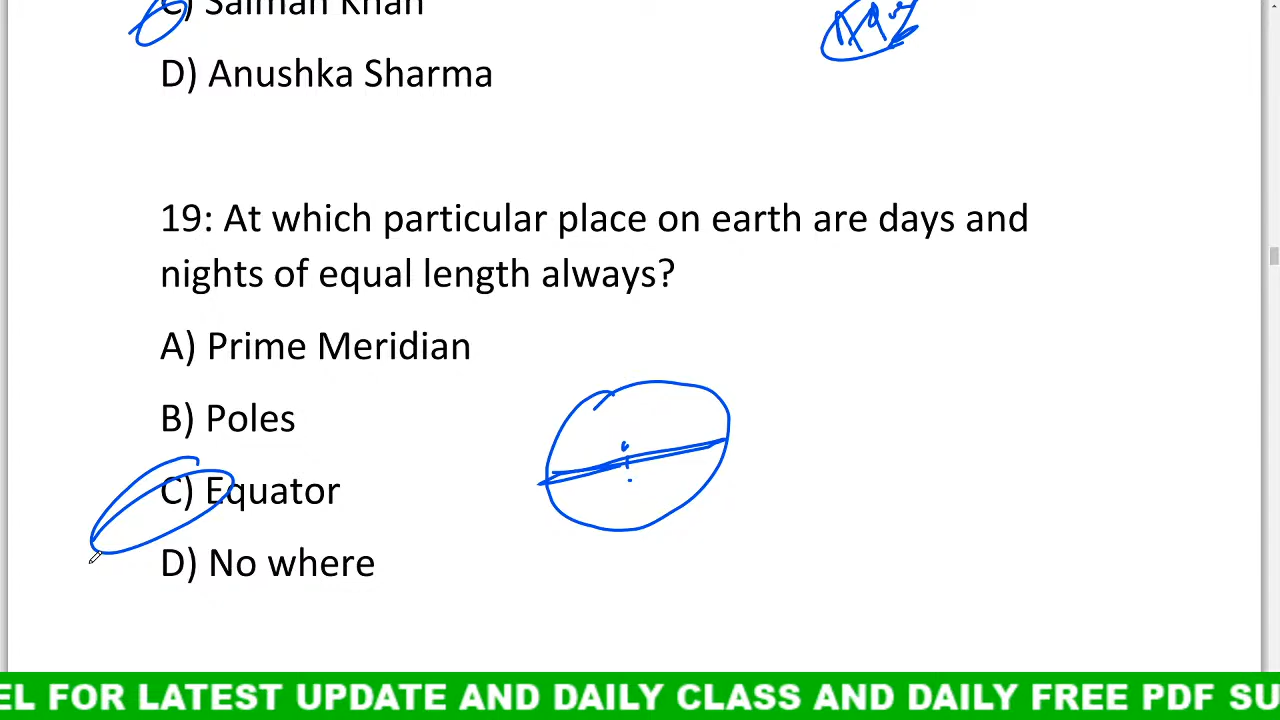 C) Salman Khan
D) Anushka Sharma
19: At which particular place on earth are days and
nights of equal length always?
A) Prime Meridian
B) Poles
C) Equator
D) No where
EL FOR LATEST UPDATE AND DAILY CLASS AND DAILY FREE PDF SU